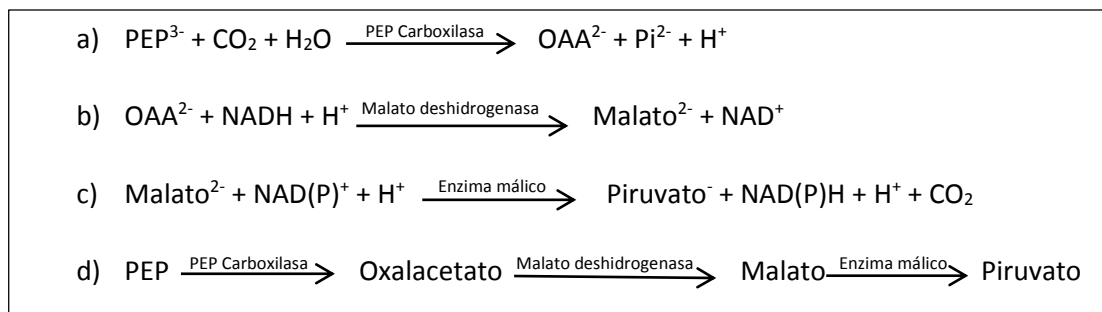 a) PEP³⁻ + CO₂ + H₂O PEP Carboxilasa OAA²⁻ + Pi²⁻ + H⁺
b) OAA²⁻ + NADH + H⁺ Malato deshidrogenasa Malato²⁻ + NAD⁺
c) Malato²⁻ + NAD(P)⁺ + H⁺ Enzima málico Piruvato⁻ + NAD(P)H + H⁺ + CO₂
d) PEP PEP Carboxilasa Oxalacetato Malato deshidrogenasa Malato Enzima málico Piruvato